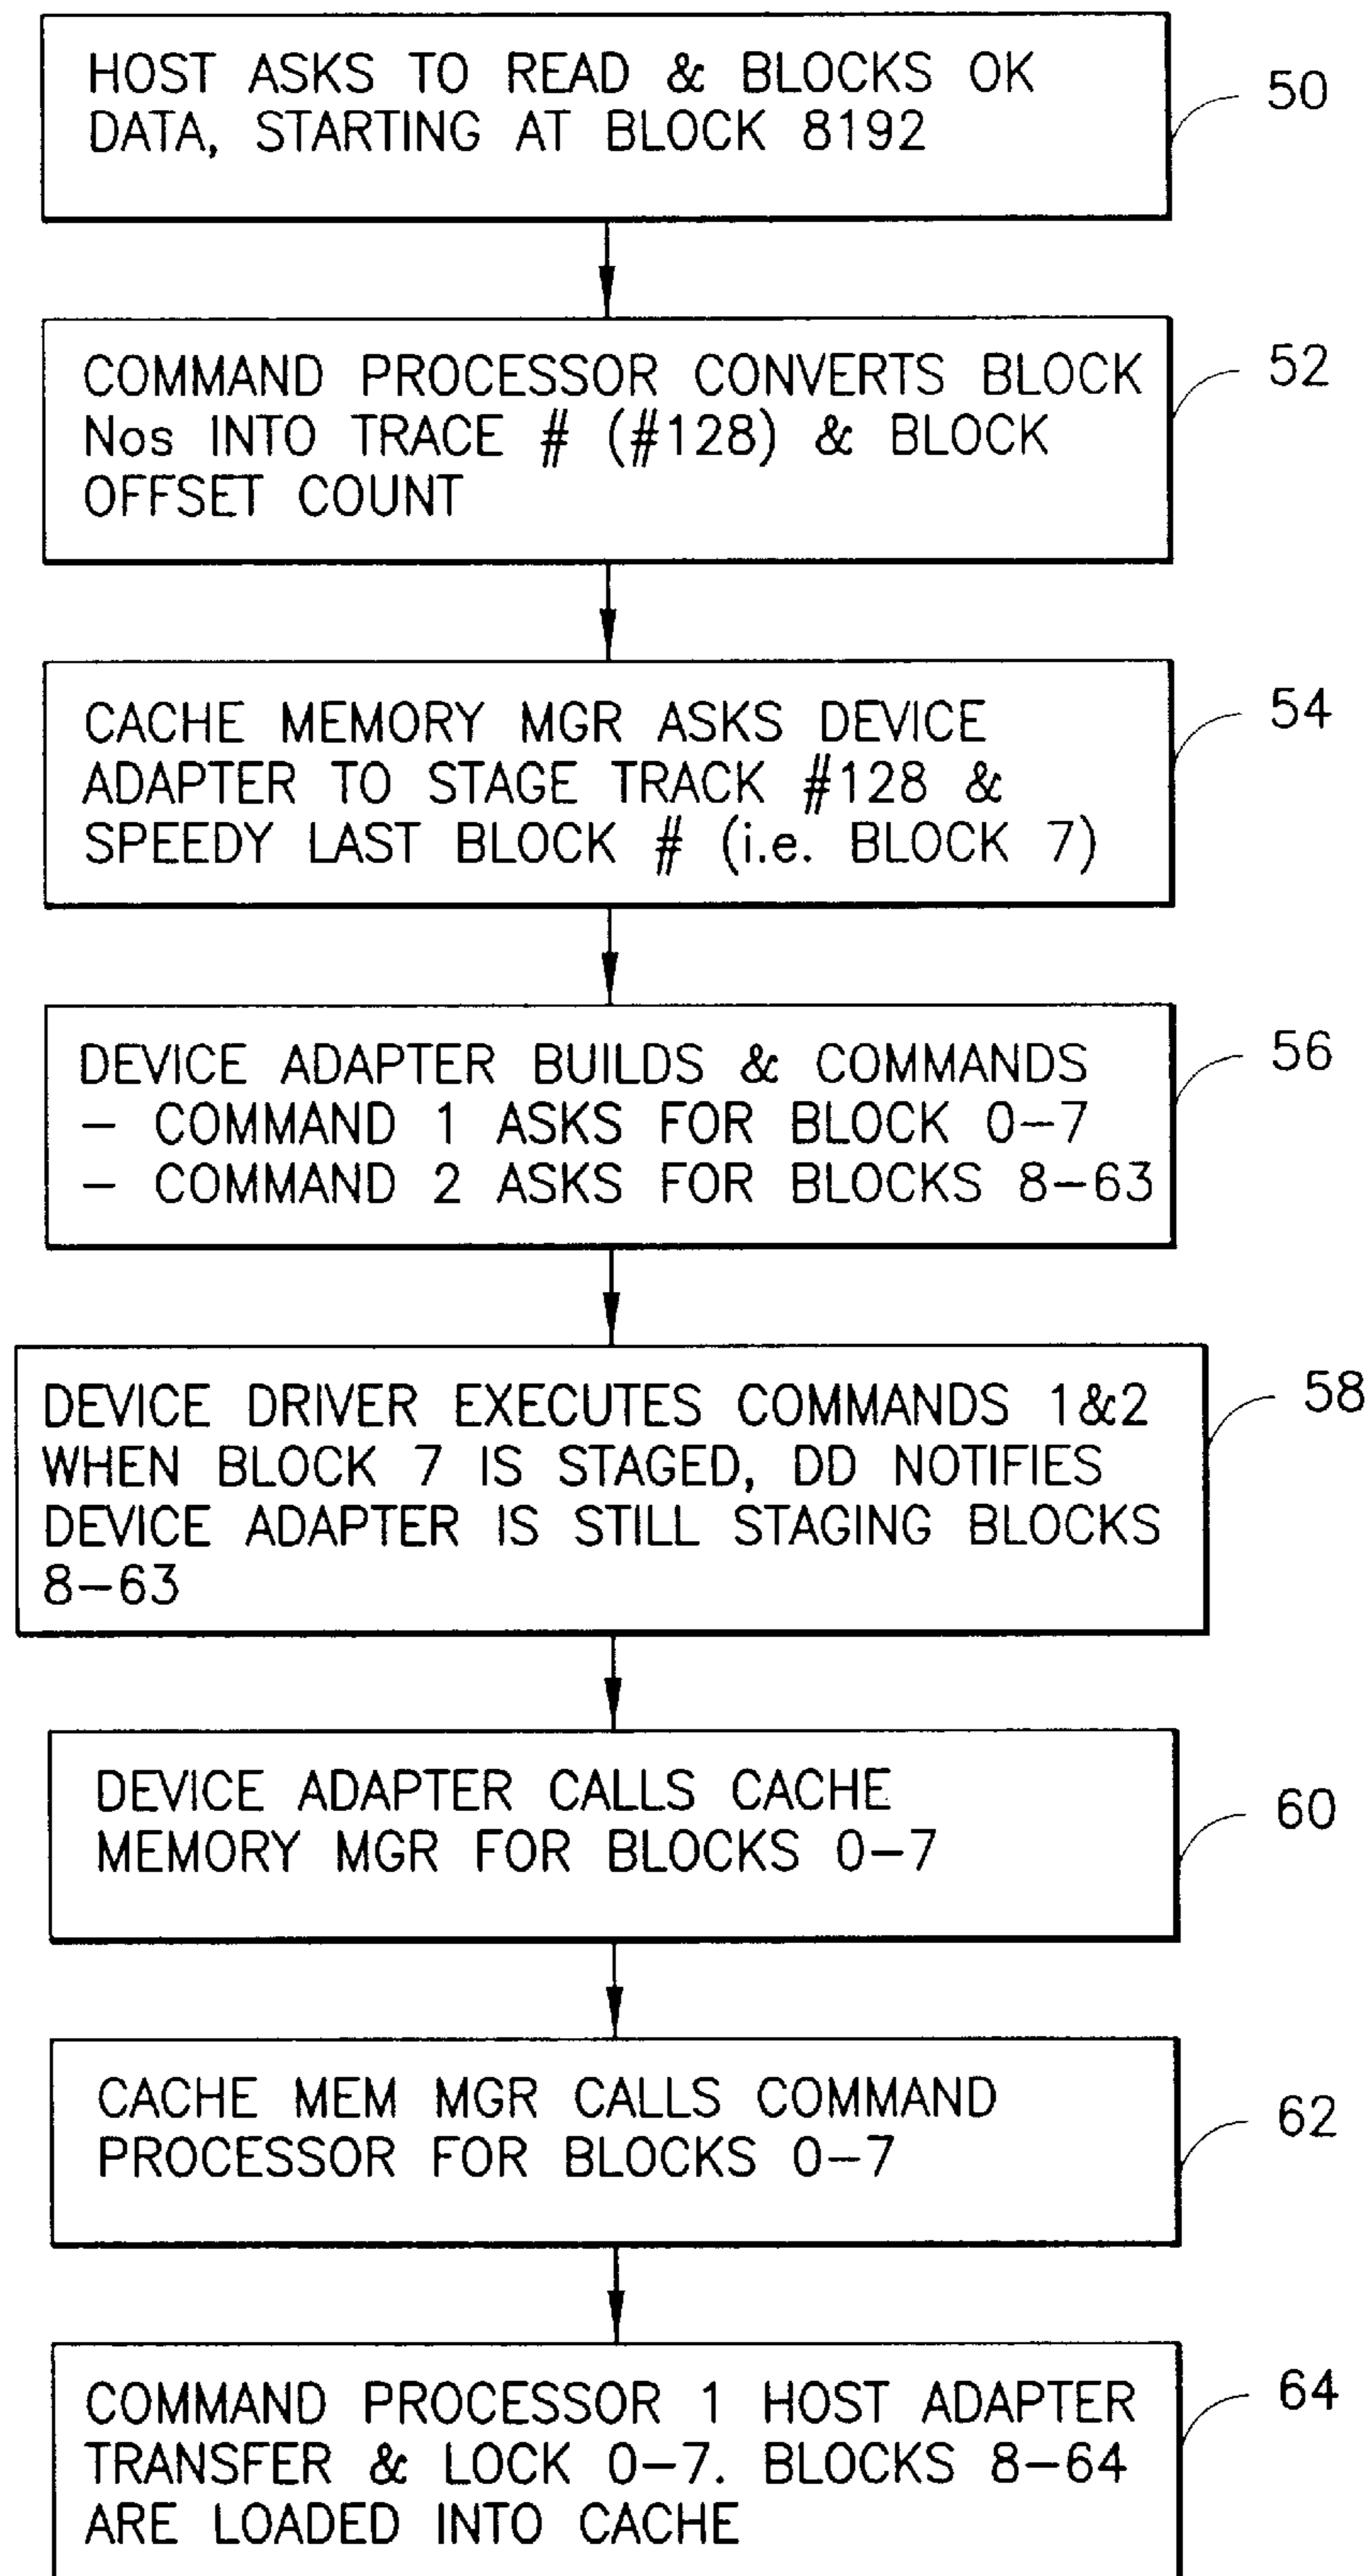 HOST ASKS TO READ & BLOCKS OK
DATA, STARTING AT BLOCK 8192
50
COMMAND PROCESSOR CONVERTS BLOCK
Nos INTO TRACE # (#128) & BLOCK
OFFSET COUNT
52
CACHE MEMORY MGR ASKS DEVICE
ADAPTER TO STAGE TRACK #128 &
SPEEDY LAST BLOCK # (i.e. BLOCK 7)
54
DEVICE ADAPTER BUILDS & COMMANDS
– COMMAND 1 ASKS FOR BLOCK 0–7
– COMMAND 2 ASKS FOR BLOCKS 8–63
56
DEVICE DRIVER EXECUTES COMMANDS 1&2
WHEN BLOCK 7 IS STAGED, DD NOTIFIES
DEVICE ADAPTER IS STILL STAGING BLOCKS
8–63
58
DEVICE ADAPTER CALLS CACHE
MEMORY MGR FOR BLOCKS 0–7
60
CACHE MEM MGR CALLS COMMAND
PROCESSOR FOR BLOCKS 0–7
62
COMMAND PROCESSOR 1 HOST ADAPTER
TRANSFER & LOCK 0–7. BLOCKS 8–64
ARE LOADED INTO CACHE
64